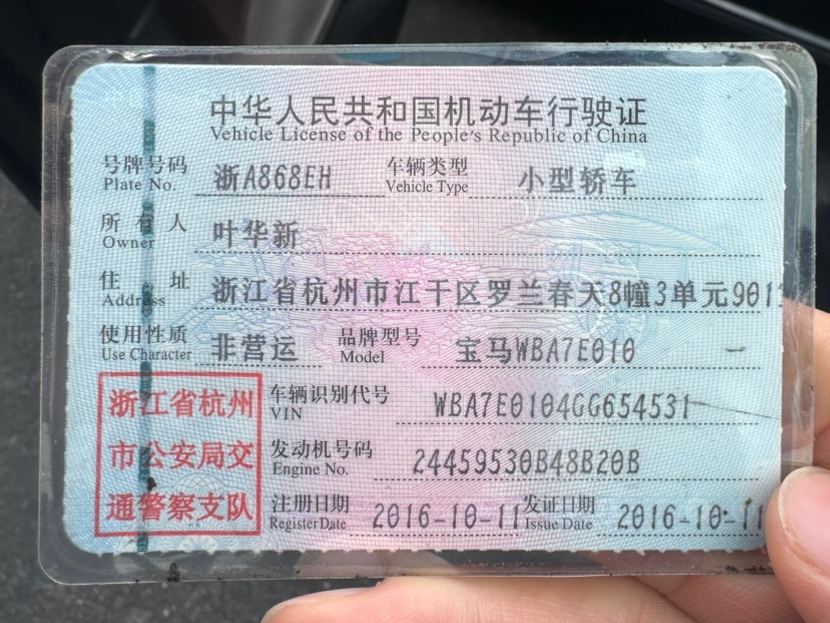 中华人民共和国机动车行驶证
Vehicle License of the People's Republic of China
号牌号码 浙A868EH 车辆类型 小型轿车
Plate No. Vehicle Type
所有人 叶华新
Owner
住址 浙江省杭州市江干区罗兰春天8幢3单元901
Address
使用性质 非营运 品牌型号 宝马WBA7E010
Use Character Model
浙江省杭州 车辆识别代号 WBA7E0104GG654531
VIN
市公安局交 发动机号码 24459530B48B20B
Engine No.
通警察支队 注册日期 2016-10-11 发证日期 2016-10-11
Register Date Issue Date